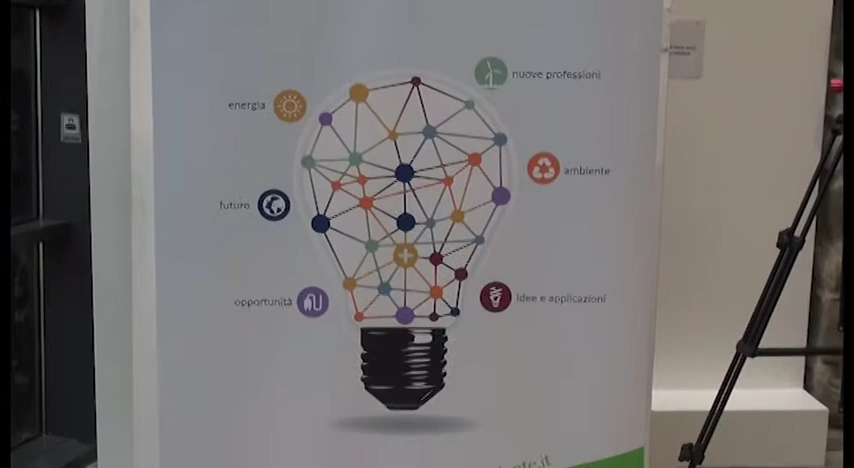 nuove professioni
energia
ambiente
futuro
opportunità
idee e applicazioni